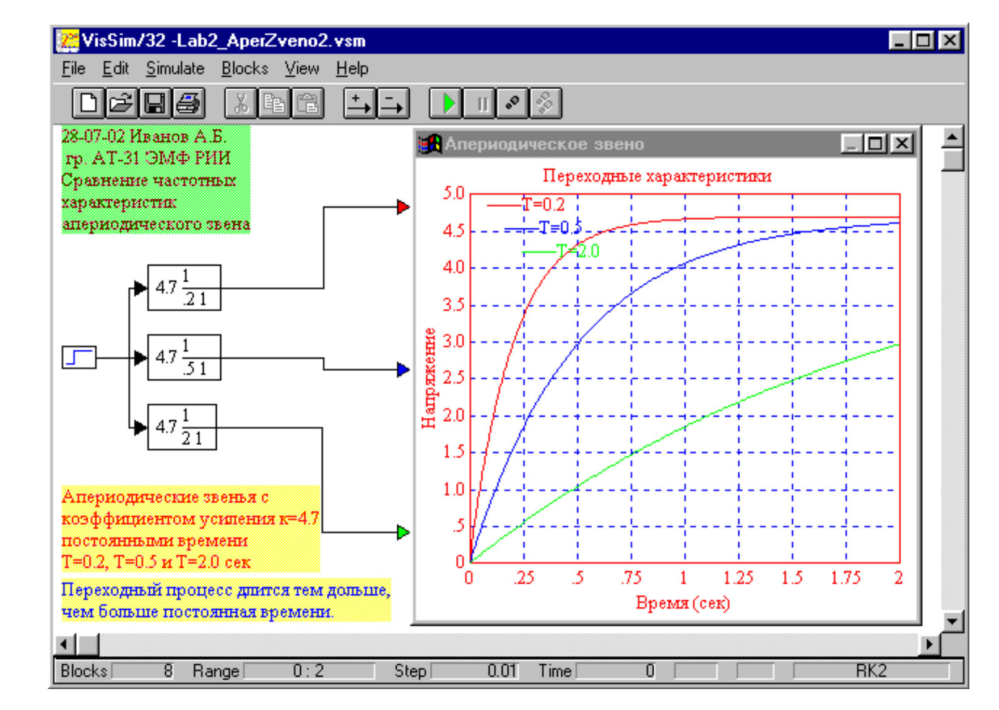 VisSim/32 -Lab2_AperZveno2.vsm
File Edit Simulate Blocks View Help
28-07-02 Иванов А.Б.
гр. АТ-31 ЭМФ РИИ
Сравнение частотных
характеристик
апериодического звена
4.7 1
.2 1
4.7 1
.5 1
4.7 1
2 1
Апериодические звенья с
коэффициентом усиления к=4.7
постоянными времени
Т=0.2, Т=0.5 и Т=2.0 сек
Переходный процесс длится тем дольше,
чем больше постоянная времени.
Апериодическое звено
Переходные характеристики
T=0.2
T=0.5
T=2.0
5.0
4.5
4.0
3.5
3.0
2.5
2.0
1.5
1.0
.5
0
Напряжение
0 .25 .5 .75 1 1.25 1.5 1.75 2
Время (сек)
Blocks 8 Range 0 : 2 Step 0.01 Time 0 RK2